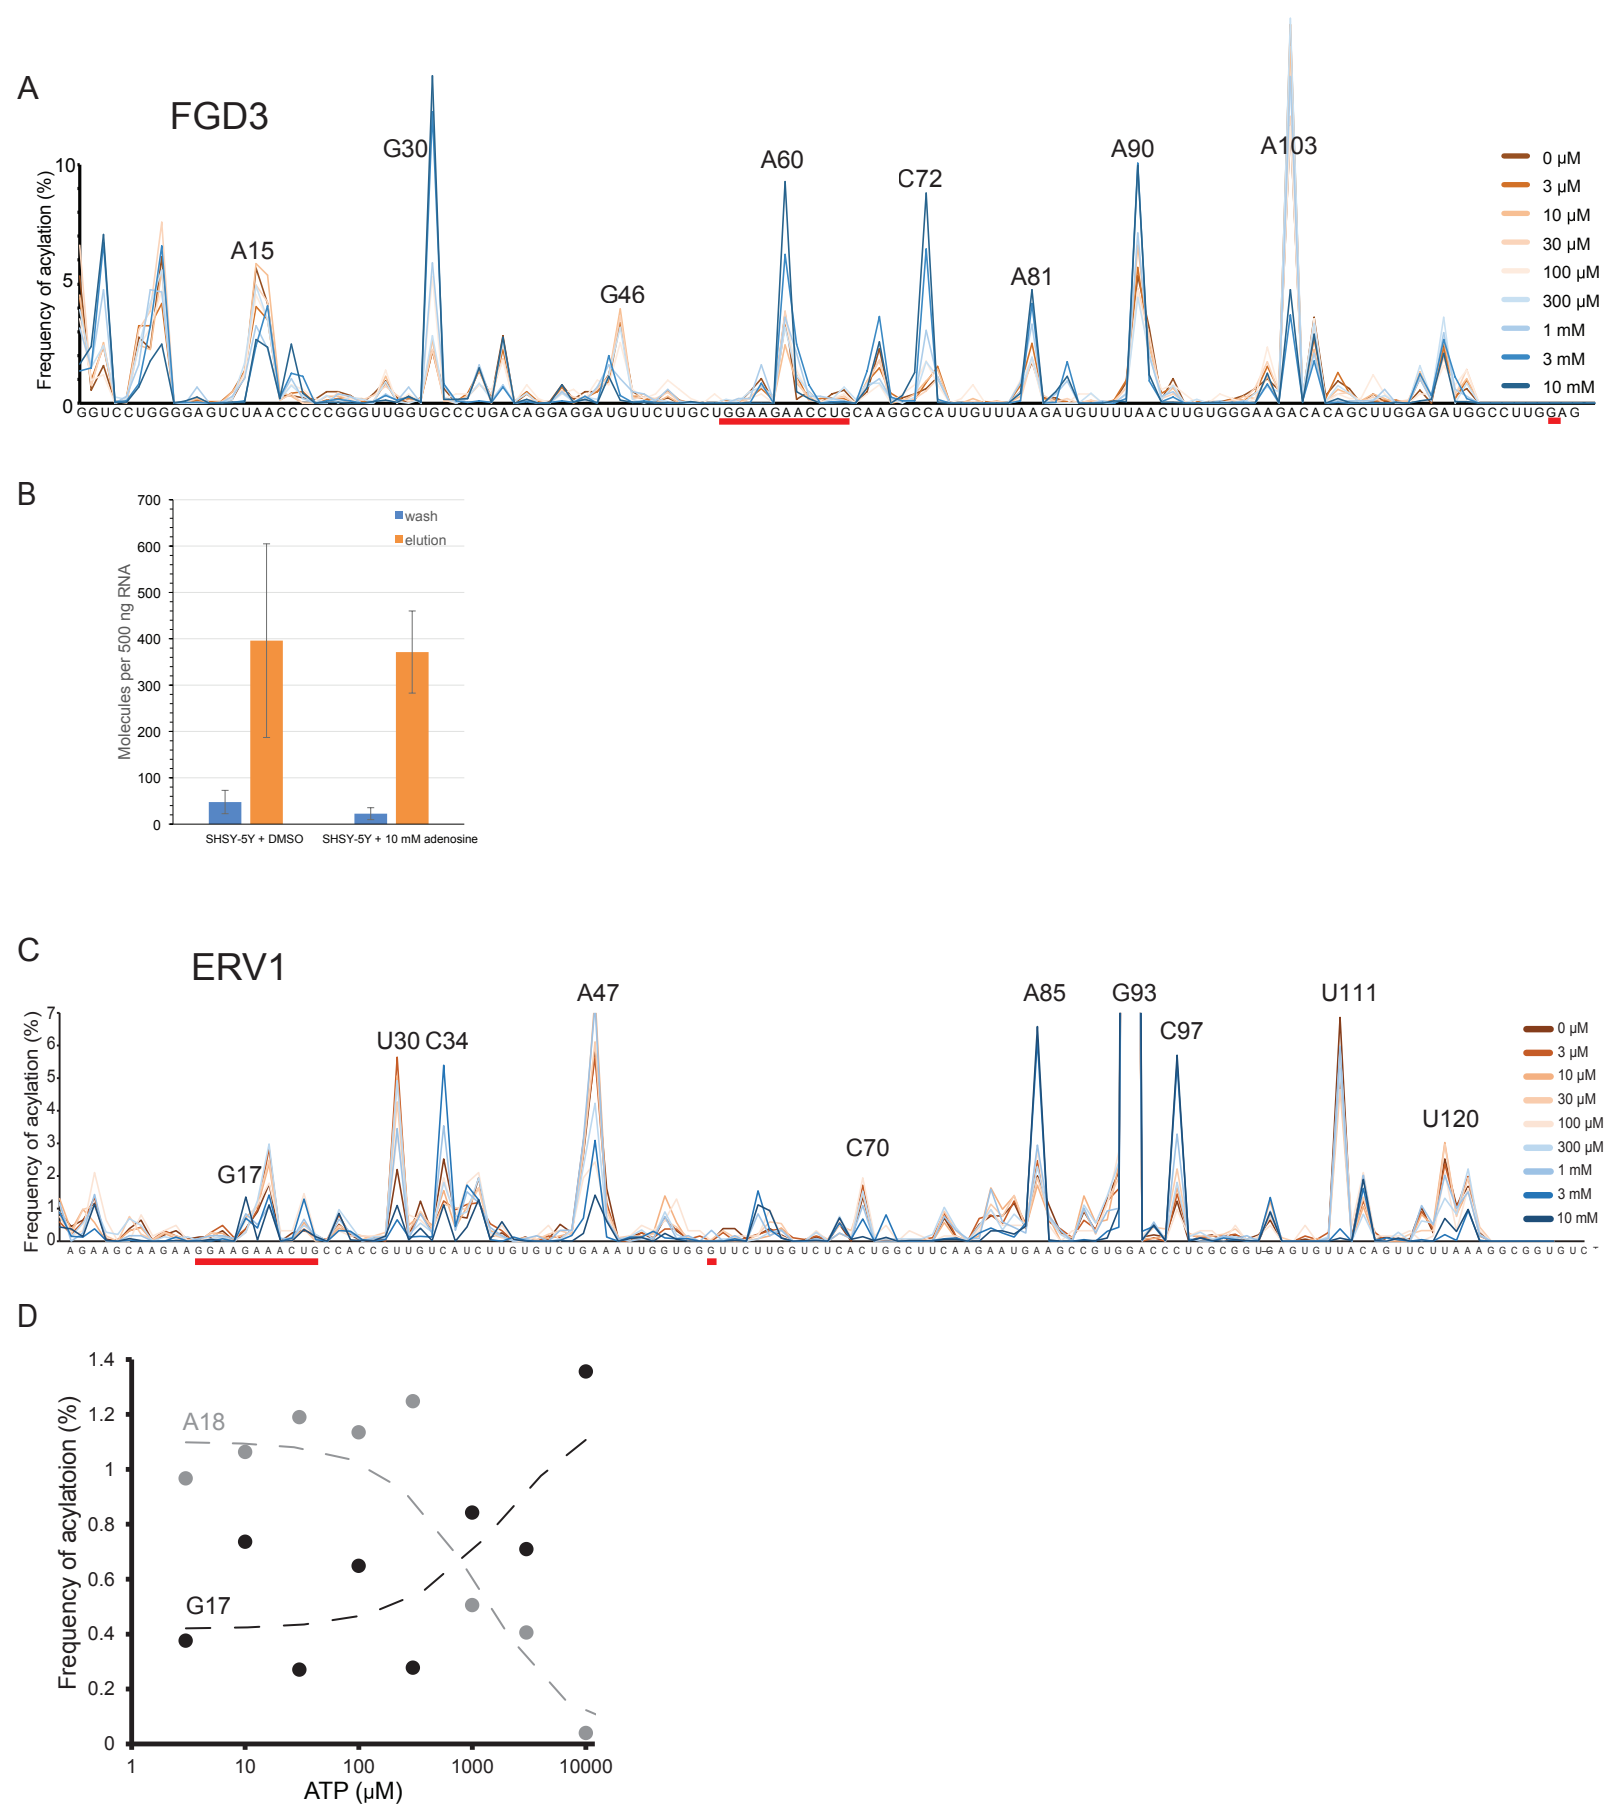 A
FGD3
Frequency of acylation (%)
10
5
0
A15
G30
G46
A60
C72
A81
A90
A103
0 µM
3 µM
10 µM
30 µM
100 µM
300 µM
1 mM
3 mM
10 mM
GGUCCUGGGGAGUCUAACCCCCGGGUUGGUGCCCUGACAGGAGGAUGUUCUUGCUGGAAGAACCUGCAAGGCCAUUGUUUAAGAUGUUUUAACUUGUGGGAAGACACAGCUUGGAGAUGGCCUUGGAG
B
Molecules per 500 ng RNA
700
600
500
400
300
200
100
0
wash
elution
SHSY-5Y + DMSO
SHSY-5Y + 10 mM adenosine
C
ERV1
Frequency of acylation (%)
7
6
5
4
3
2
1
0
G17
U30
C34
A47
C70
A85
G93
C97
U111
U120
0 µM
3 µM
10 µM
30 µM
100 µM
300 µM
1 mM
3 mM
10 mM
AGAAGCAAGAAGGAAGAAACUGCCACCGUUGUCAUCUUGUGUCUGAAAUUGGUGGGUUCUUGGUCUCACUGGCUUCAAGAAUGAAGCCGUGGACCCUCGCGGUGAGUGUUACAGUUCUUAAAGGCGGUGUC
D
Frequency of acylatoion (%)
1.4
1.2
1
0.8
0.6
0.4
0.2
0
A18
G17
1
10
100
1000
10000
ATP (µM)